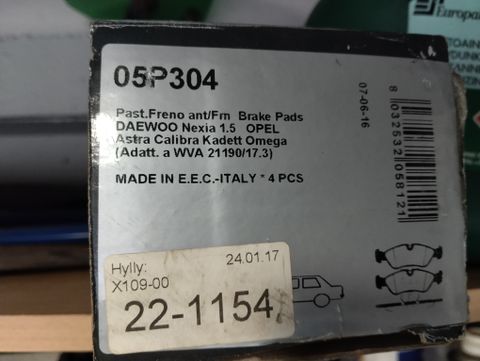 05P304
Past.Freno ant/Frn Brake Pads
DAEWOO Nexia 1.5 OPEL
Astra Calibra Kadett Omega
(Adatt. a WVA 21190/17.3)
MADE IN E.E.C.-ITALY * 4 PCS
07-06-16
8 032532 058121
Hylly:
24.01.17
X109-00
22-1154